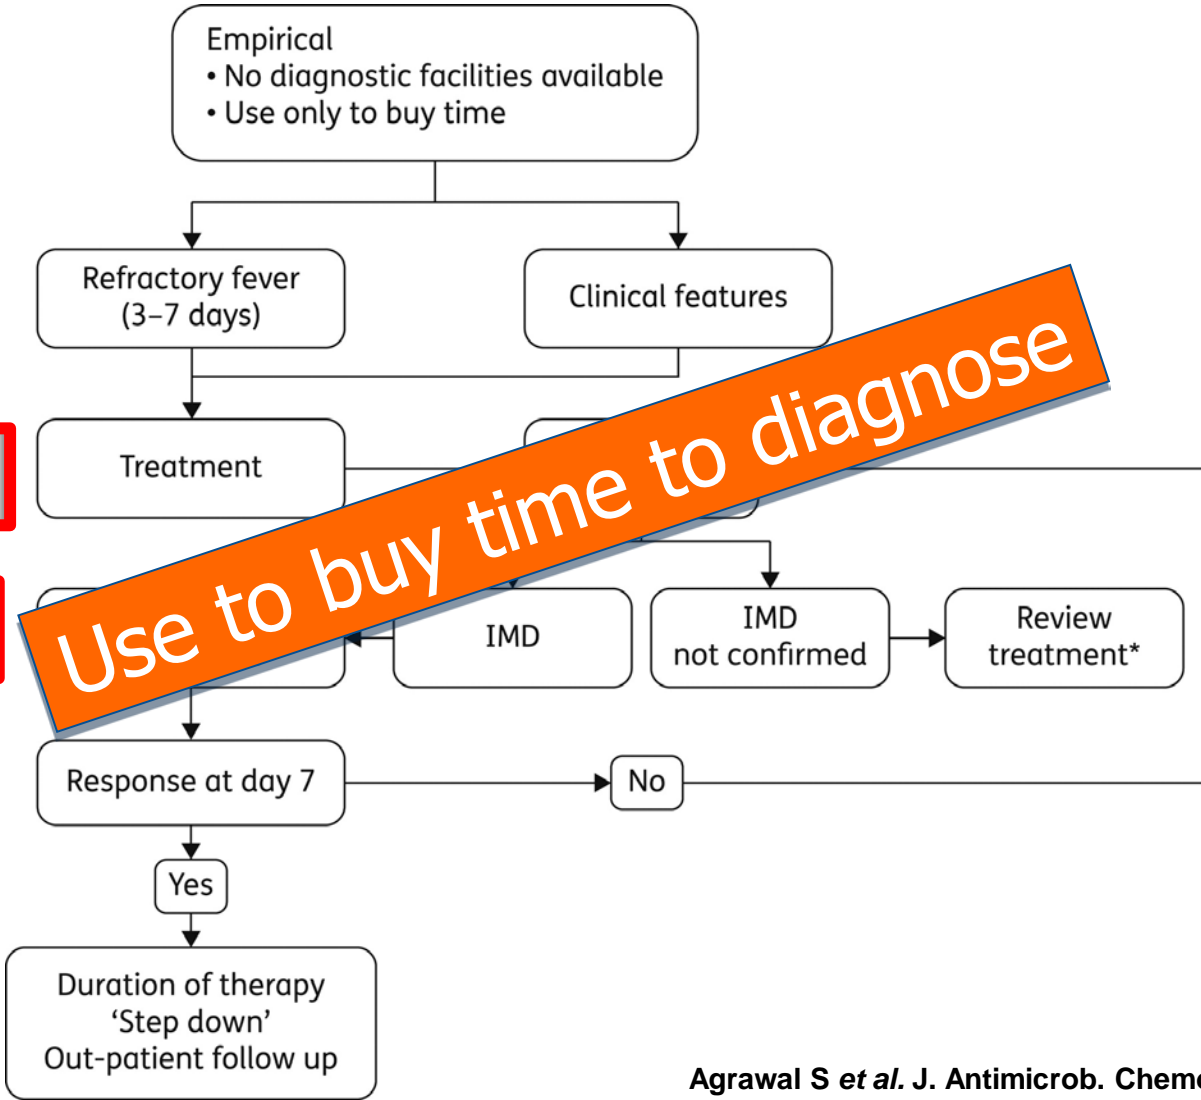 Empirical
• No diagnostic facilities available
• Use only to buy time
Refractory fever
(3–7 days)
Clinical features
Treatment
Use to buy time to diagnose
IMD
IMD
not confirmed
Review
treatment*
Response at day 7
No
Yes
Duration of therapy
‘Step down’
Out-patient follow up
Agrawal S et al. J. Antimicrob.